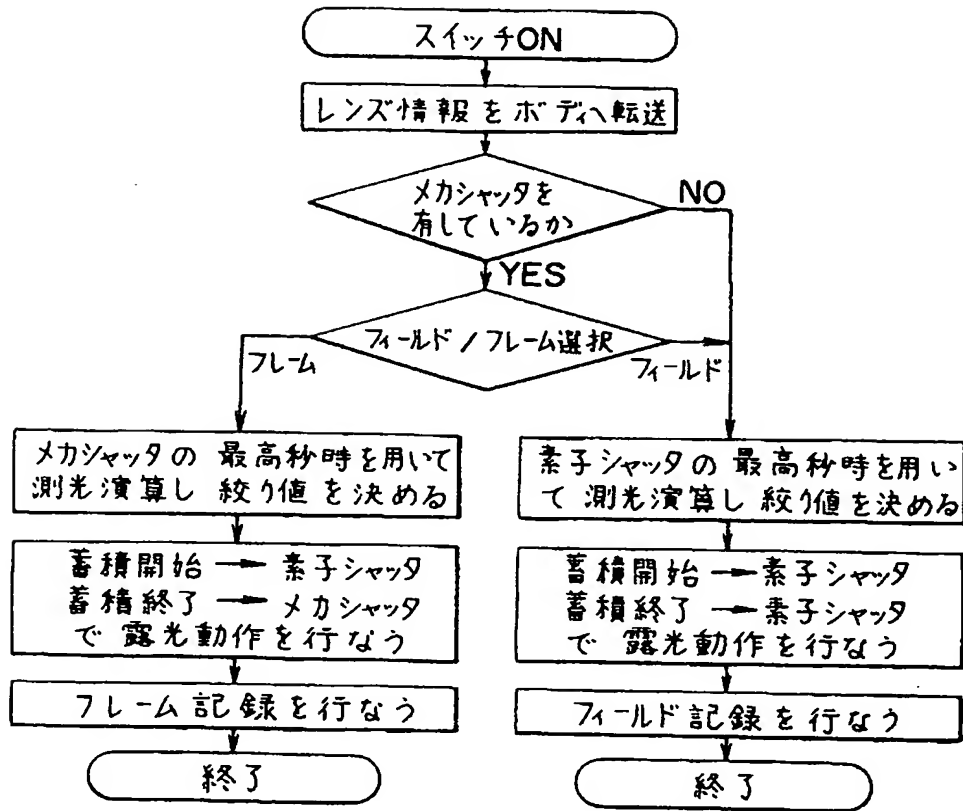 スイッチON
レンズ情報をボディへ転送
メカシャッタを
有しているか
NO
YES
フィールド/フレーム選択
フレーム
フィールド
メカシャッタの最高秒時を用いて
測光演算し絞り値を決める
蓄積開始→素子シャッタ
蓄積終了→メカシャッタ
で露光動作を行なう
フレーム記録を行なう
終了
素子シャッタの最高秒時を用い
て測光演算し絞り値を決める
蓄積開始→素子シャッタ
蓄積終了→素子シャッタ
で露光動作を行なう
フィールド記録を行なう
終了